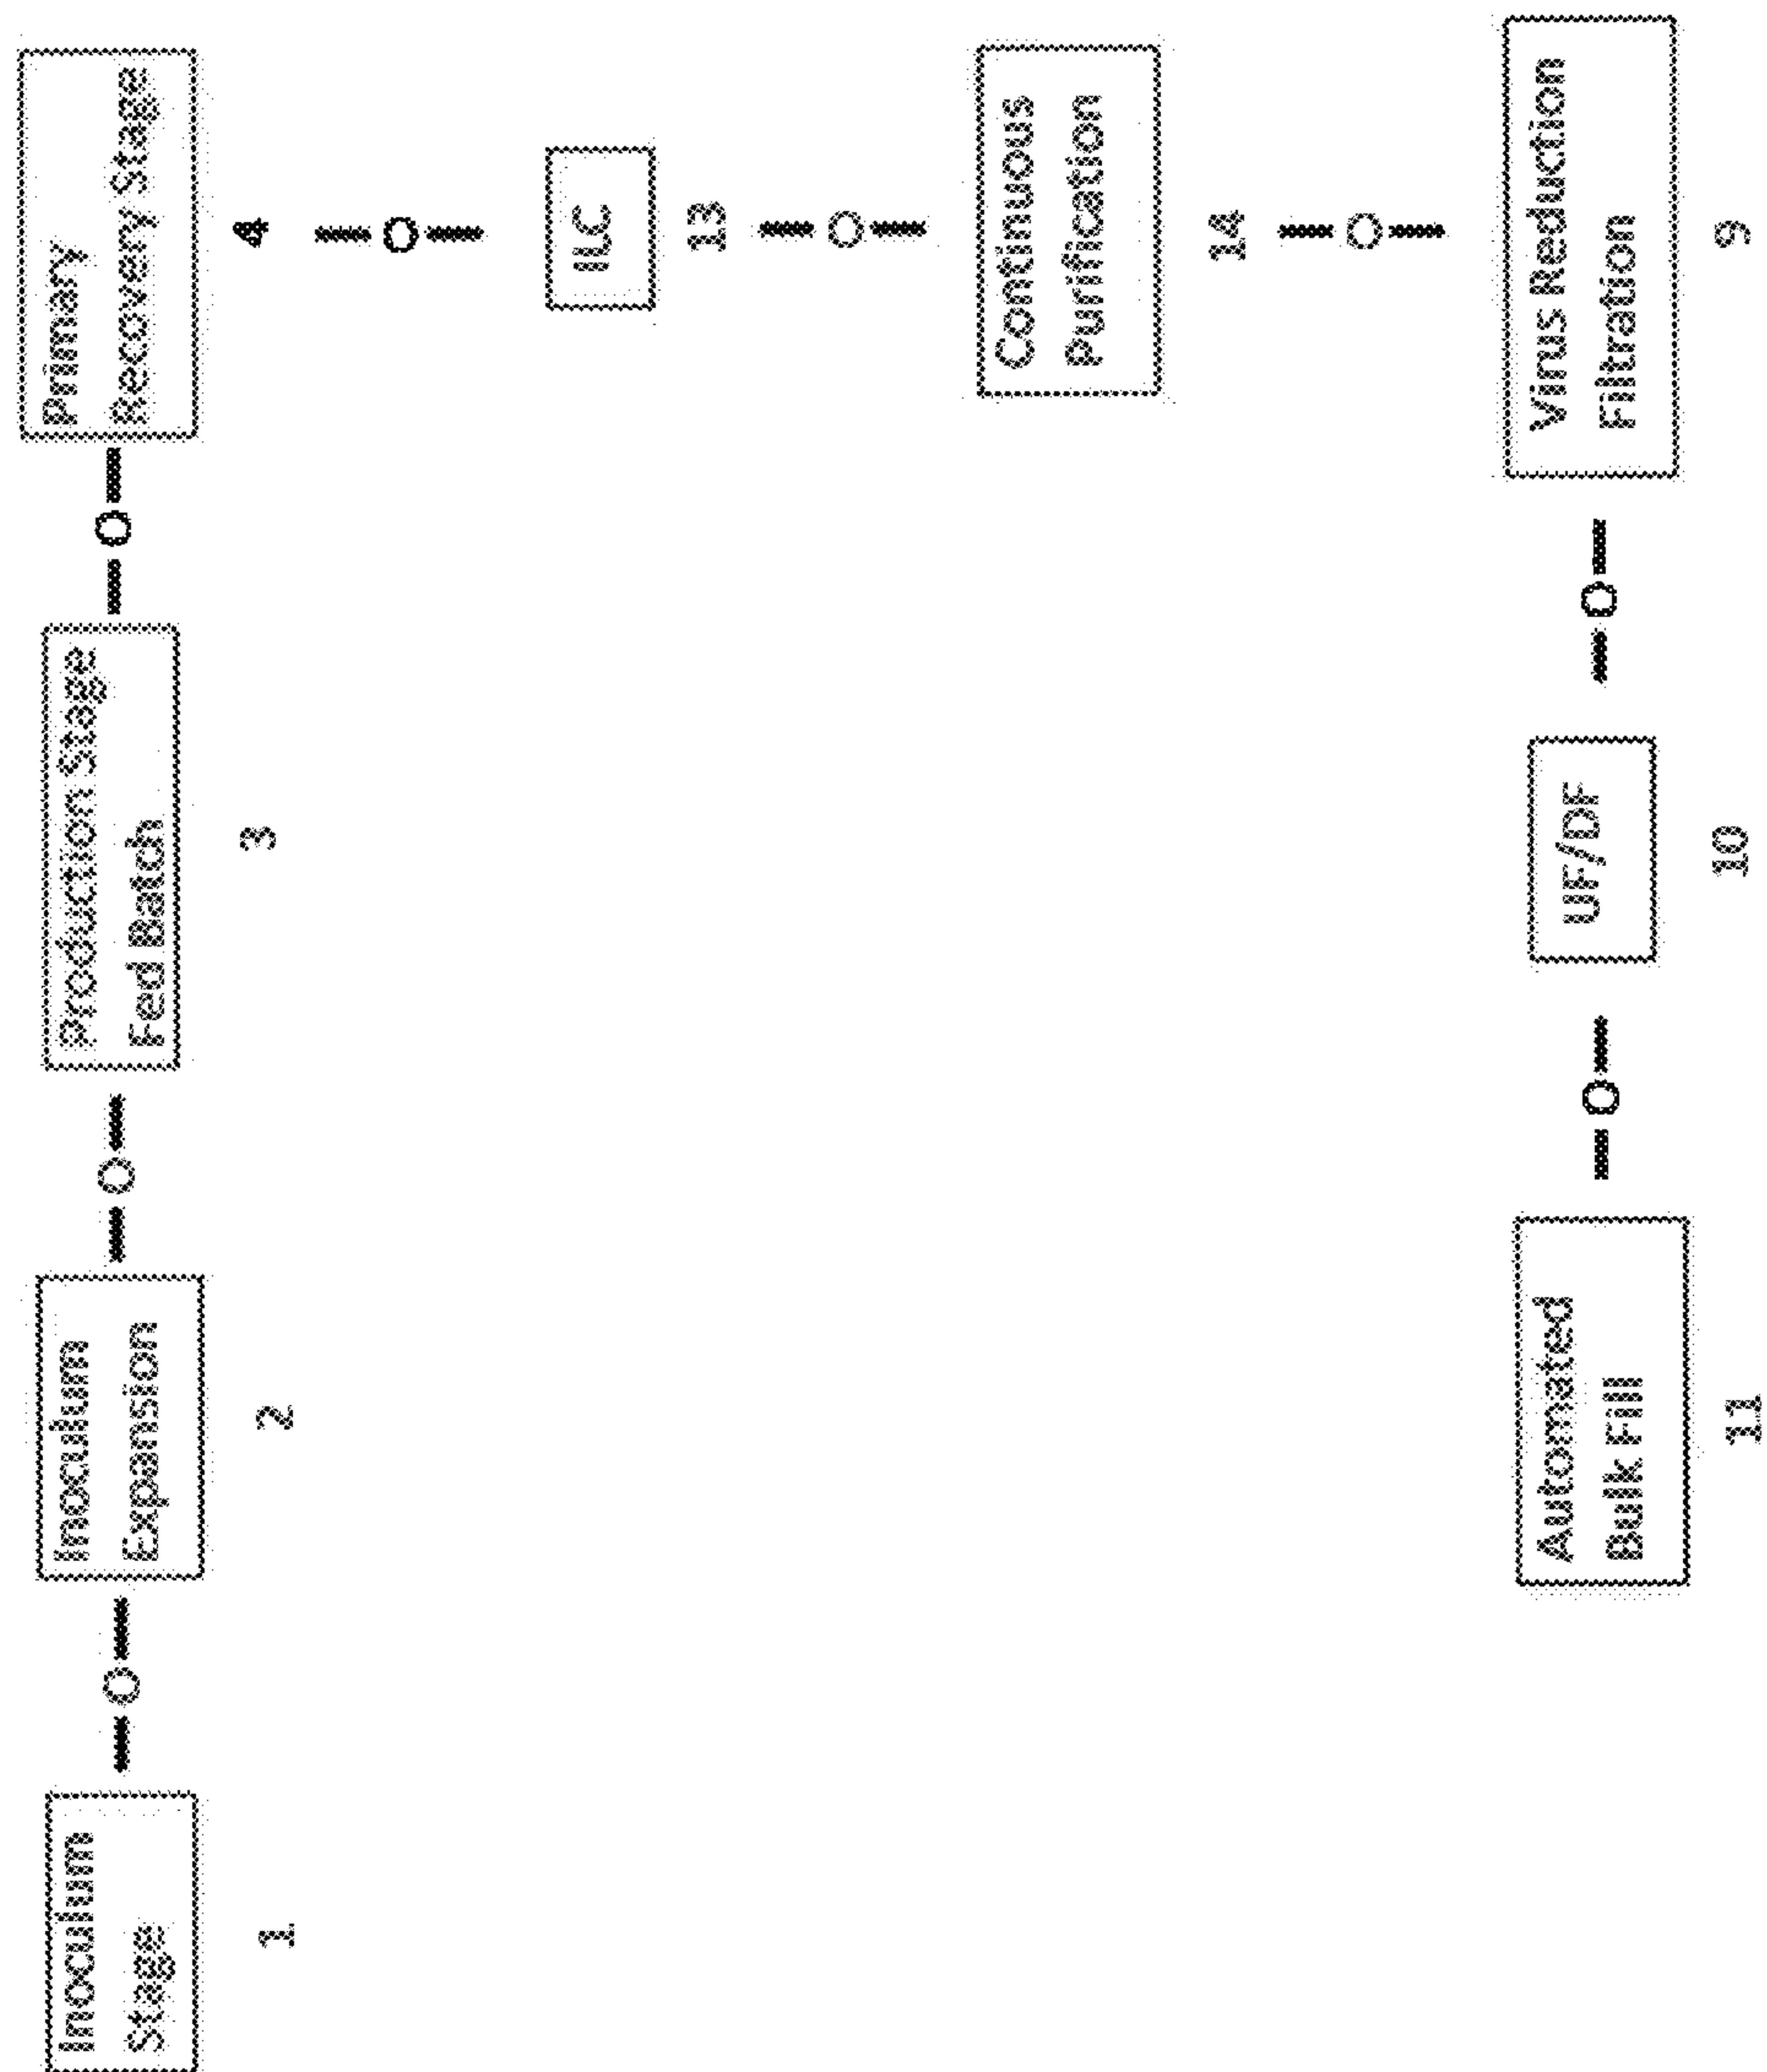 Inoculum
Stage
1
Inoculum
Expansion
2
Production Stage
Fed Batch
3
Primary
Recovery Stage
4
ILC
13
Continuous
Purification
14
Virus Reduction
Filtration
9
UF/DF
10
Automated
Bulk Fill
11